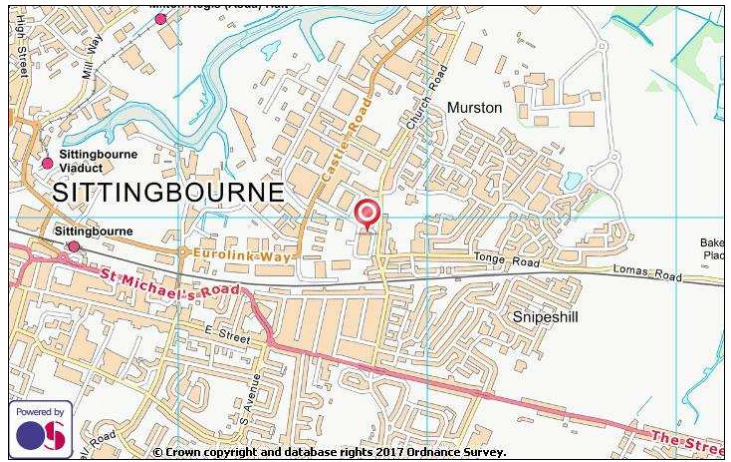 Milton Regis (Road) Halt
High Street
Mill Way
Church Road
Murston
Castle Road
Sittingbourne
Viaduct
SITTINGBOURNE
Sittingbourne
Eurolink Way
Tonge Road
Lomas Road
Bake
Plac
St Michael's Road
E Street
Snipeshill
S Avenue
Road
The Stree
Powered by
OS
© Crown copyright and database rights 2017 Ordnance Survey.